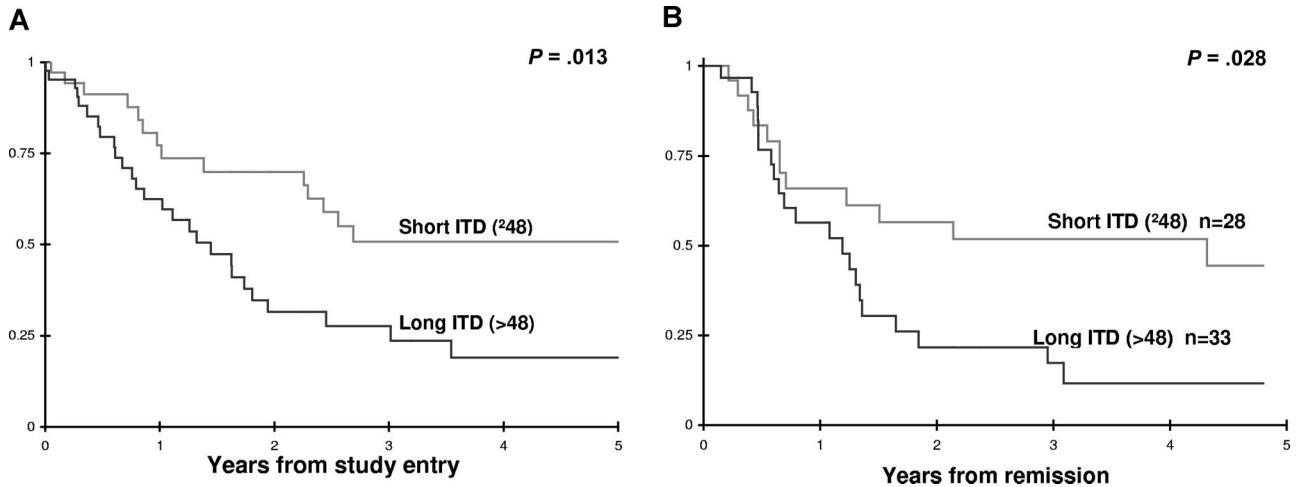 A
P = .013
1
0.75
0.5
0.25
0
Short ITD (²48)
Long ITD (>48)
0 1 2 3 4 5
Years from study entry
B
P = .028
1
0.75
0.5
0.25
0
Short ITD (²48) n=28
Long ITD (>48) n=33
0 1 2 3 4 5
Years from remission